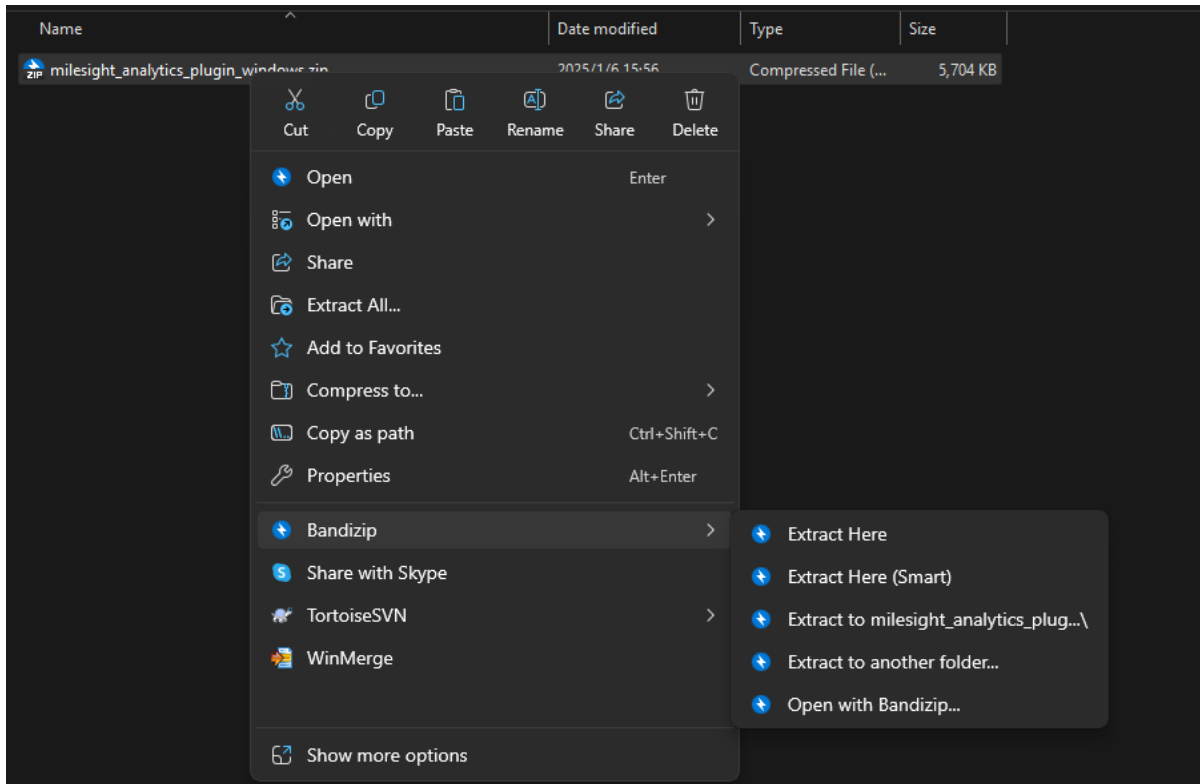 Name Date modified Type Size
ZIP milesight_analytics_plugin_windows.zip 2025/1/6 15:56 Compressed File (... 5,704 KB
Cut Copy Paste Rename Share Delete
Open Enter
Open with
Share
Extract All...
Add to Favorites
Compress to...
Copy as path Ctrl+Shift+C
Properties Alt+Enter
Bandizip
Extract Here
Share with Skype
Extract Here (Smart)
TortoiseSVN
Extract to milesight_analytics_plug...\
WinMerge
Extract to another folder...
Open with Bandizip...
Show more options